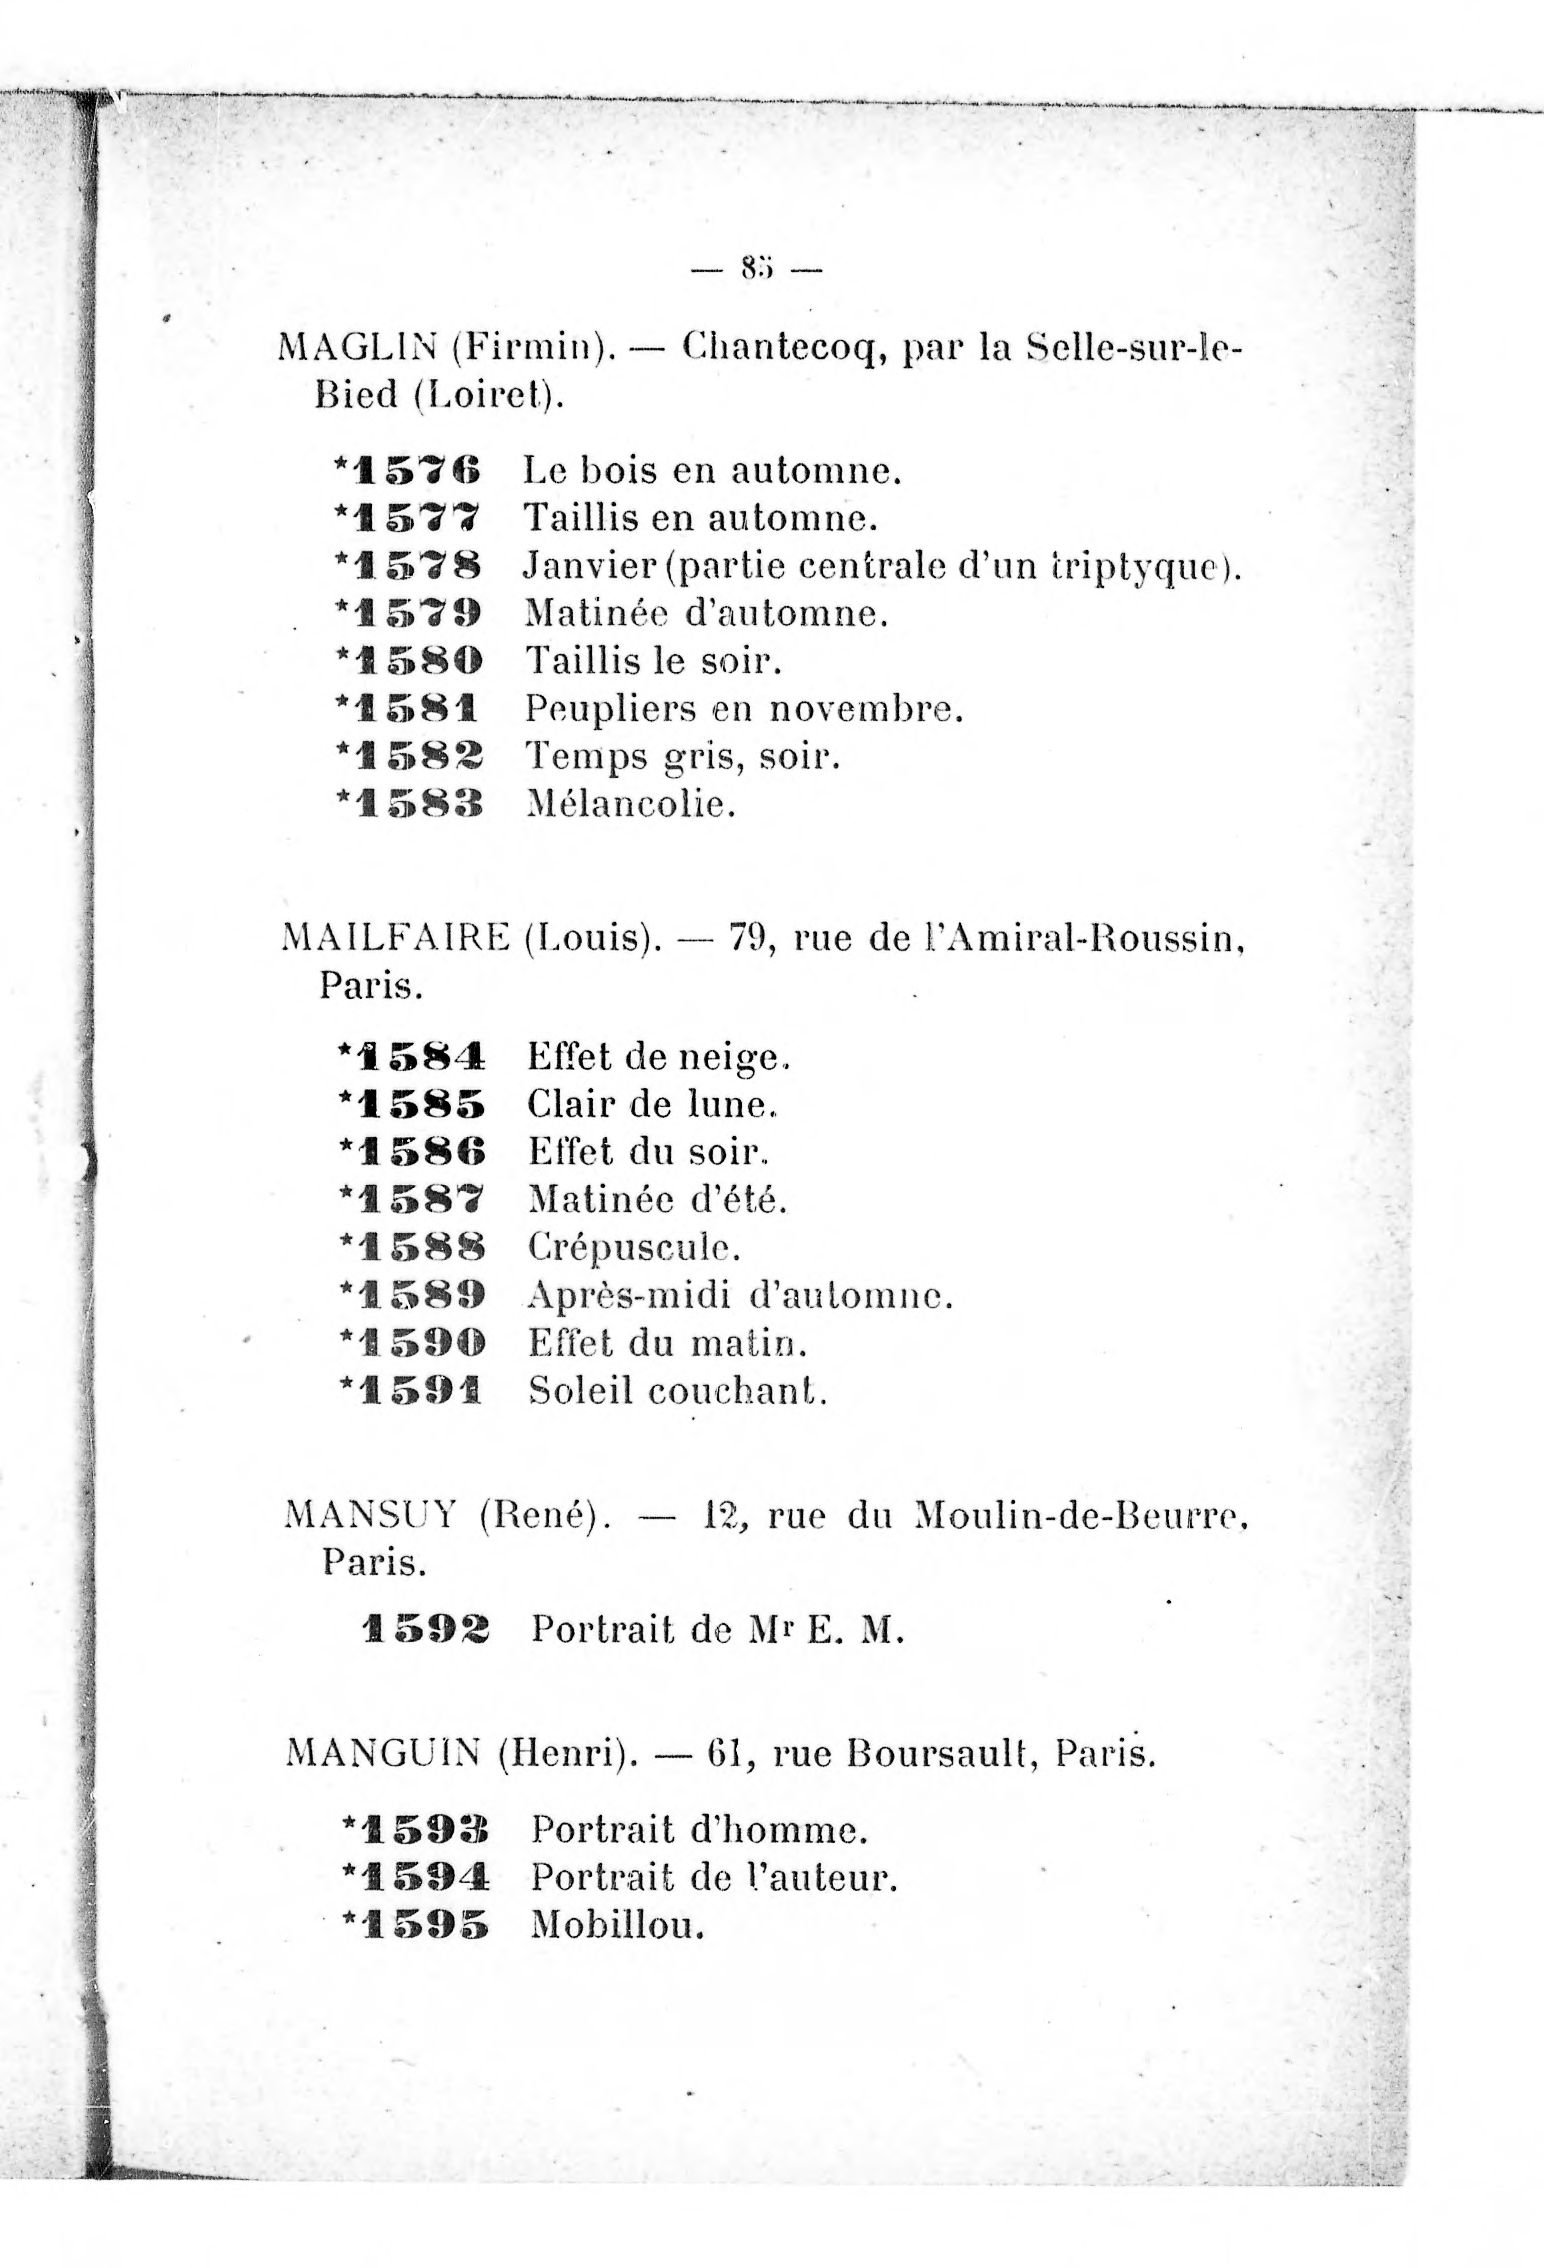 — 85 —
MAGLIN (Firmin). — Chantecoq, par la Selle-sur-le-
Bied (Loiret).
*1576 Le bois en automne.
*1577 Taillis en automne.
*1578 Janvier (partie centrale d'un triptyque).
*1579 Matinée d'automne.
*1580 Taillis le soir.
*1581 Peupliers en novembre.
*1582 Temps gris, soir.
*1583 Mélancolie.
MAILFAIRE (Louis). — 79, rue de l'Amiral-Roussin,
Paris.
*1584 Effet de neige.
*1585 Clair de lune.
*1586 Effet du soir.
*1587 Matinée d'été.
*1588 Crépuscule.
*1589 Après-midi d'automne.
*1590 Effet du matin.
*1591 Soleil couchant.
MANSUY (René). — 12, rue du Moulin-de-Beurre,
Paris.
1592 Portrait de Mr E. M.
MANGUIN (Henri). — 61, rue Boursault, Paris.
*1593 Portrait d'homme.
*1594 Portrait de l'auteur.
*1595 Mobillou.